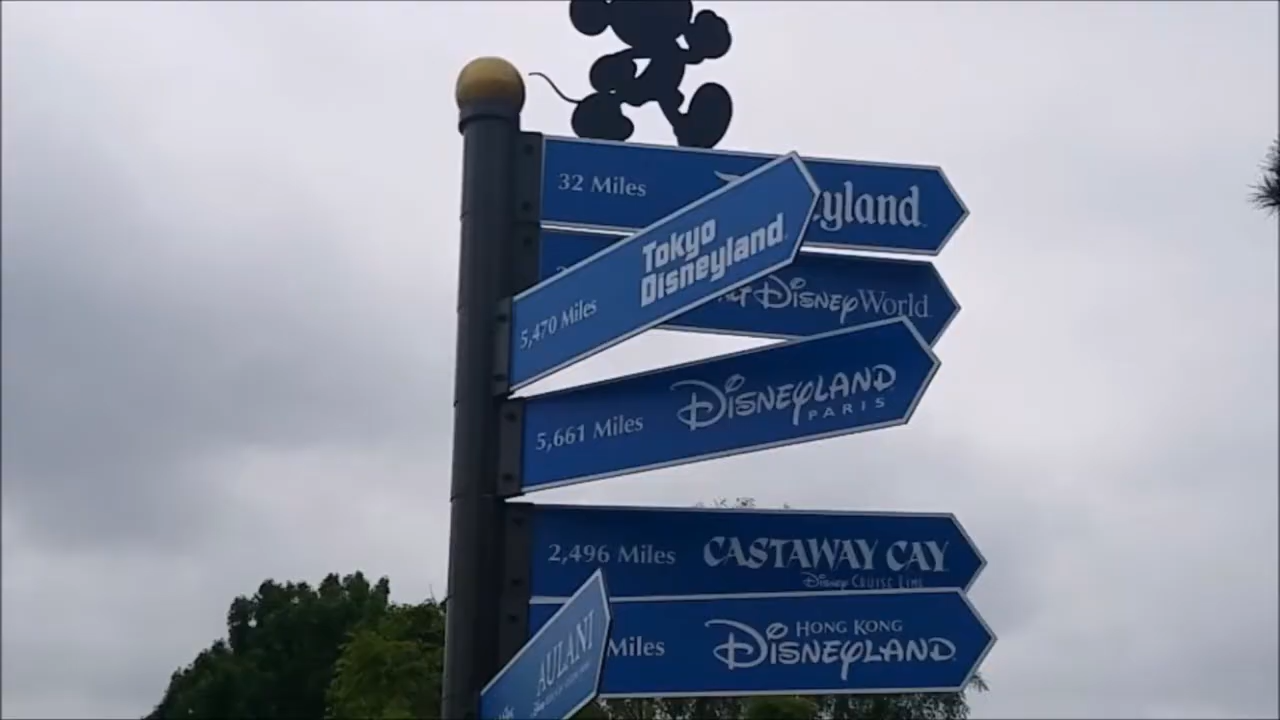 32 Miles
Tokyo
Disneyland
5,470 Miles
Disney World
Disneyland
PARIS
5,661 Miles
2,496 Miles CASTAWAY CAY
Disney CRUISE LINE
HONG KONG
Miles Disneyland
AULANI